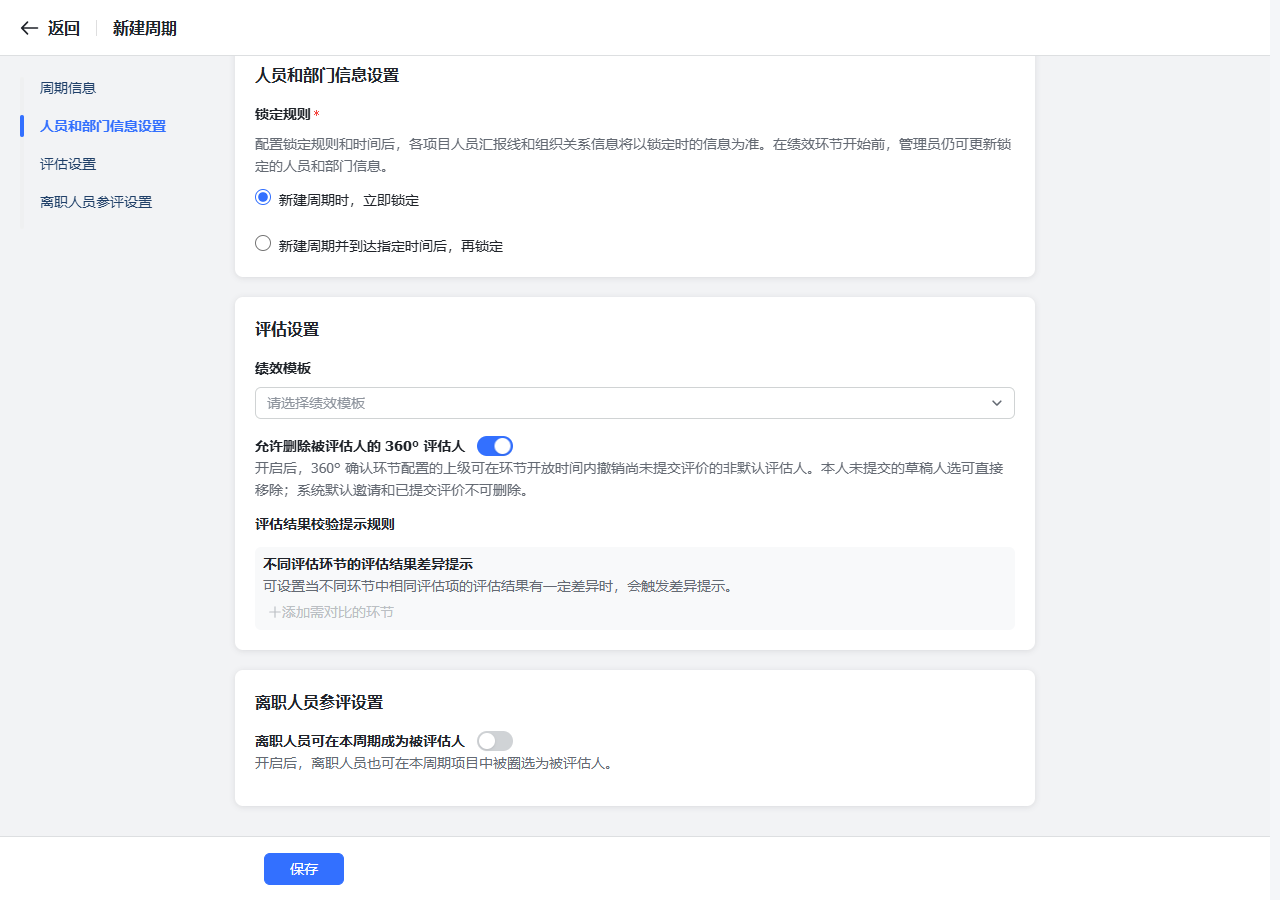 返回
新建周期
周期信息
人员和部门信息设置
评估设置
离职人员参评设置
人员和部门信息设置
锁定规则*
配置锁定规则和时间后，各项目人员汇报线和组织关系信息将以锁定时的信息为准。在绩效环节开始前，管理员仍可更新锁
定的人员和部门信息。
新建周期时，立即锁定
新建周期并到达指定时间后，再锁定
评估设置
绩效模板
请选择绩效模板
允许删除被评估人的 360° 评估人
开启后，360° 确认环节配置的上级可在环节开放时间内撤销尚未提交评价的非默认评估人。本人未提交的草稿人选可直接
移除；系统默认邀请和已提交评价不可删除。
评估结果校验提示规则
不同评估环节的评估结果差异提示
可设置当不同环节中相同评估项的评估结果有一定差异时，会触发差异提示。
+添加需对比的环节
离职人员参评设置
离职人员可在本周期成为被评估人
开启后，离职人员也可在本周期项目中被圈选为被评估人。
保存